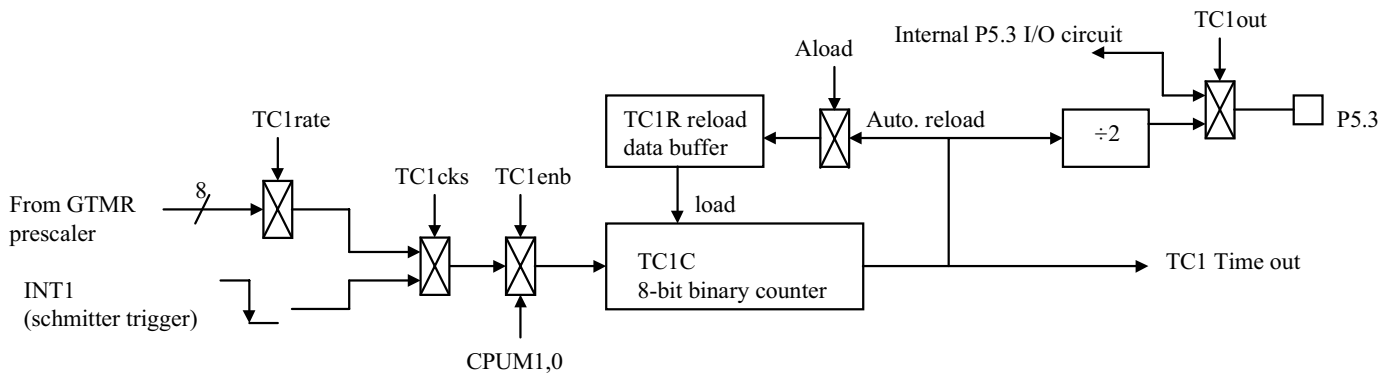 TC1out
Internal P5.3 I/O circuit
Aload
TC1rate
TC1R reload
data buffer
Auto. reload
÷2
P5.3
TC1cks
TC1enb
8
From GTMR
prescaler
load
TC1C
8-bit binary counter
TC1 Time out
INT1
(schmitter trigger)
CPUM1,0